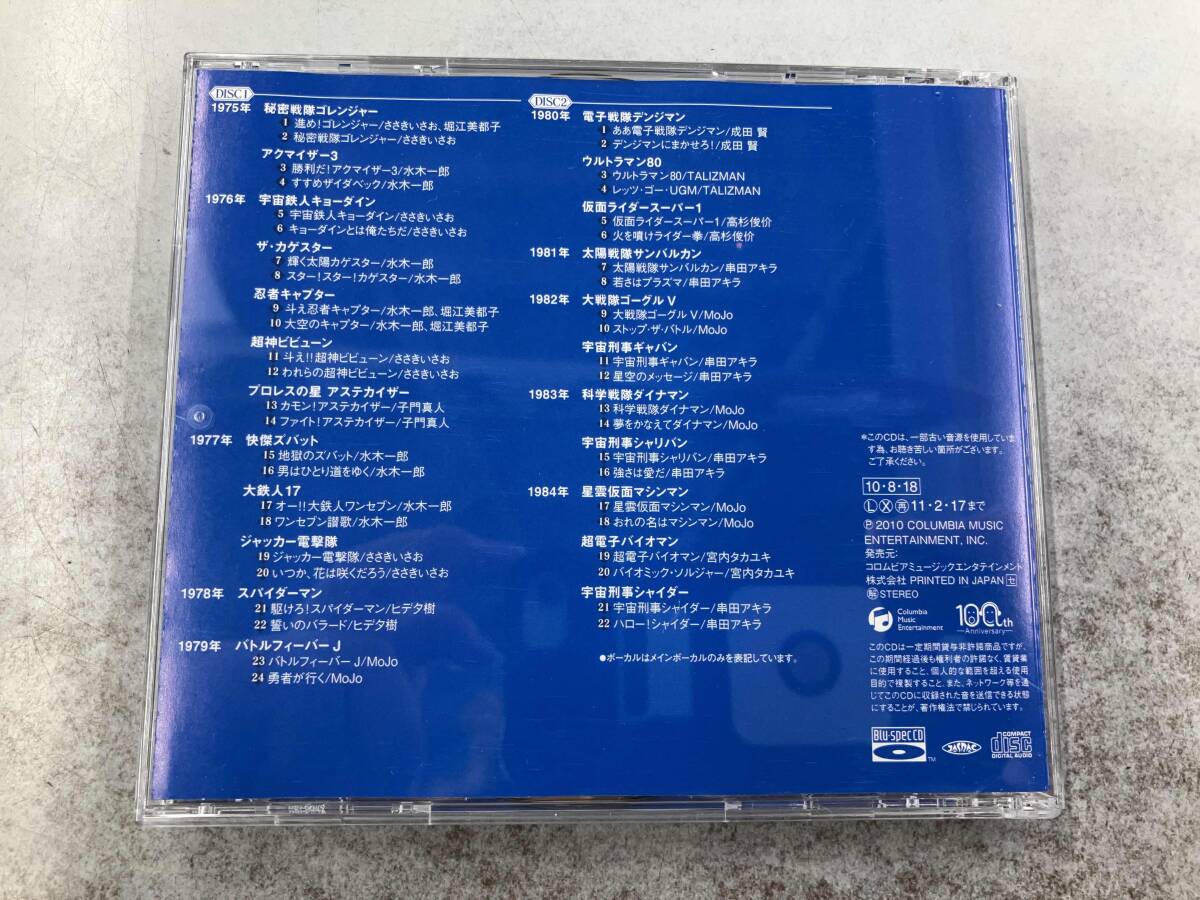 DISC1
1975年 秘密戦隊ゴレンジャー
1 進め!ゴレンジャー/ささきいさお、堀江美都子
2 秘密戦隊ゴレンジャー/ささきいさお
アクマイザー3
3 勝利だ!アクマイザー3/水木一郎
4 すすめザイダベック/水木一郎
1976年 宇宙鉄人キョーダイン
5 宇宙鉄人キョーダイン/ささきいさお
6 キョーダインとは俺たちだ/ささきいさお
ザ・カゲスター
7 輝く太陽カゲスター/水木一郎
8 スター!スター!カゲスター/水木一郎
忍者キャプター
9 斗え忍者キャプター/水木一郎、堀江美都子
10 大空のキャプター/水木一郎、堀江美都子
超神ビビューン
11 斗え!!超神ビビューン/ささきいさお
12 われらの超神ビビューン/ささきいさお
プロレスの星 アステカイザー
13 カモン!アステカイザー/子門真人
14 ファイト!アステカイザー/子門真人
1977年 快傑ズバット
15 地獄のズバット/水木一郎
16 男はひとり道をゆく/水木一郎
大鉄人17
17 オー!!大鉄人ワンセブン/水木一郎
18 ワンセブン讃歌/水木一郎
ジャッカー電撃隊
19 ジャッカー電撃隊/ささきいさお
20 いつか、花は咲くだろう/ささきいさお
1978年 スパイダーマン
21 駆けろ!スパイダーマン/ヒデタ樹
22 誓いのバラード/ヒデタ樹
1979年 バトルフィーバー J
23 バトルフィーバー J/MoJo
24 勇者が行く/MoJo
DISC2
1980年 電子戦隊デンジマン
1 ああ電子戦隊デンジマン/成田 賢
2 デンジマンにまかせろ!/成田 賢
ウルトラマン80
3 ウルトラマン80/TALIZMAN
4 レッツ・ゴー・UGM/TALIZMAN
仮面ライダースーパー1
5 仮面ライダースーパー1/高杉俊价
6 火を噴けライダー拳/高杉俊价
1981年 太陽戦隊サンバルカン
7 太陽戦隊サンバルカン/串田アキラ
8 若さはプラズマ/串田アキラ
1982年 大戦隊ゴーグル V
9 大戦隊ゴーグル V/MoJo
10 ストップ・ザ・バトル/MoJo
宇宙刑事ギャバン
11 宇宙刑事ギャバン/串田アキラ
12 星空のメッセージ/串田アキラ
1983年 科学戦隊ダイナマン
13 科学戦隊ダイナマン/MoJo
14 夢をかなえてダイナマン/MoJo
宇宙刑事シャリバン
15 宇宙刑事シャリバン/串田アキラ
16 強さは愛だ/串田アキラ
1984年 星雲仮面マシンマン
17 星雲仮面マシンマン/MoJo
18 おれの名はマシンマン/MoJo
超電子バイオマン
19 超電子バイオマン/宮内タカユキ
20 バイオミック・ソルジャー/宮内タカユキ
宇宙刑事シャイダー
21 宇宙刑事シャイダー/串田アキラ
22 ハロー!シャイダー/串田アキラ
●ボーカルはメインボーカルのみを表記しています。
*このCDは、一部古い音源を使用していま
す為、お聴き苦しい箇所がございます。
ご了承ください。
10・8・18
Ⓛ Ⓧ 再 11・2・17まで
Ⓟ 2010 COLUMBIA MUSIC
ENTERTAINMENT, INC.
発売元:
コロムビアミュージックエンタテインメント
株式会社 PRINTED IN JAPAN セ
解 STEREO
Columbia
Music
Entertainment
100th
Anniversary
このCDは一定期間貸与非許諾商品ですが、
この期間経過後も権利者の許諾なく、賃貸業
に使用すること、個人的な範囲を超える使用
目的で複製すること、また、ネットワーク等を通
じてこのCDに収録された音を送信できる状態
にすることが、著作権法で禁じられています。
Blu-spec CD
TM
JASRAC
COMPACT
disc
DIGITAL AUDIO